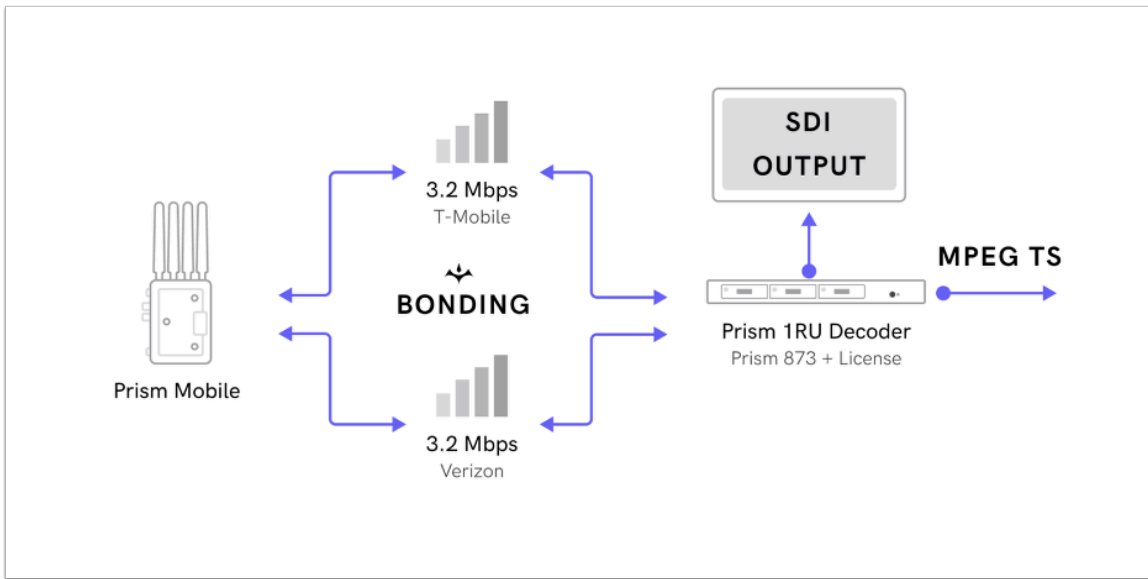 3.2 Mbps
T-Mobile
SDI
OUTPUT
BONDING
MPEG TS
Prism Mobile
Prism 1RU Decoder
Prism 873 + License
3.2 Mbps
Verizon